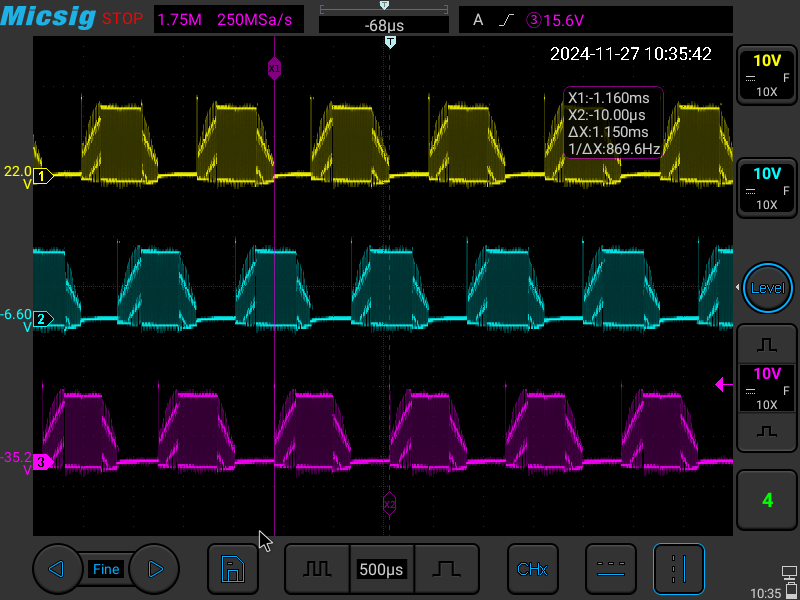 Micsig STOP 1.75M 250MSa/s -68µs A ③15.6V
T
T
2024-11-27 10:35:42
X1
X1:-1.160ms
X2:-10.00µs
ΔX:1.150ms
1/ΔX:869.6Hz
10V
F
10X
22.0 V 1
10V
F
10X
-6.60 V 2
Level
10V
F
10X
-35.2 V 3
X2
4
Fine 500µs CHx
10:35